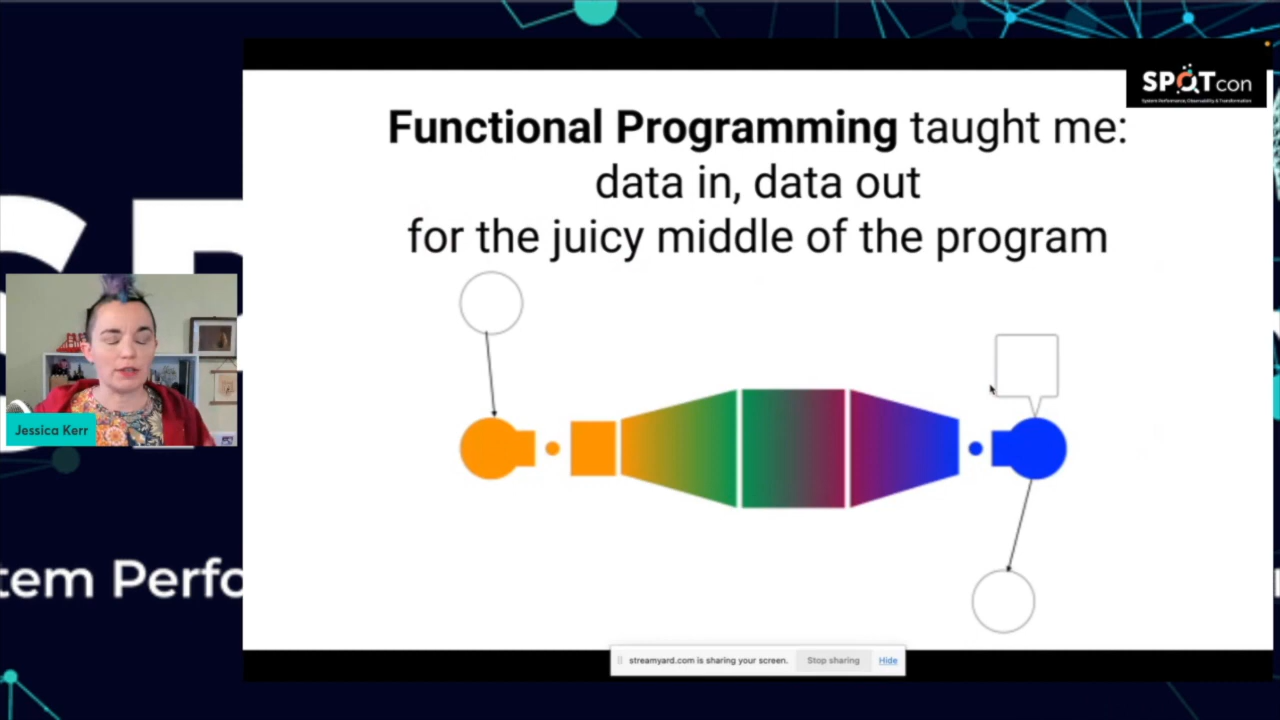 SPOTcon
System Performance, Observability & Transformation
Functional Programming taught me:
data in, data out
for the juicy middle of the program
Jessica Kerr
tem Perfo
streamyard.com is sharing your screen.
Stop sharing
Hide